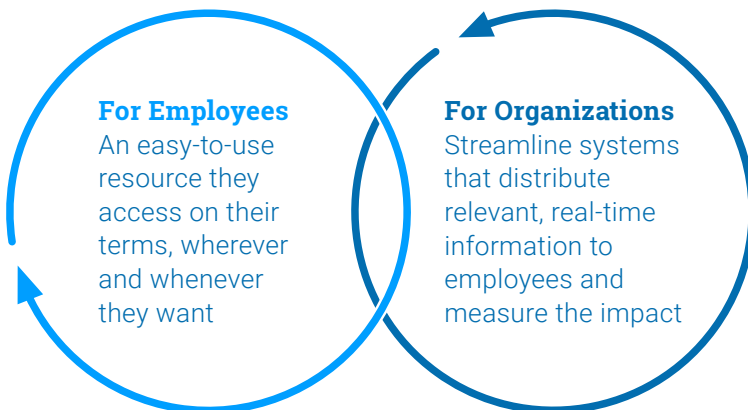 For Employees
An easy-to-use
resource they
access on their
terms, wherever
and whenever
they want
For Organizations
Streamline systems
that distribute
relevant, real-time
information to
employees and
measure the impact